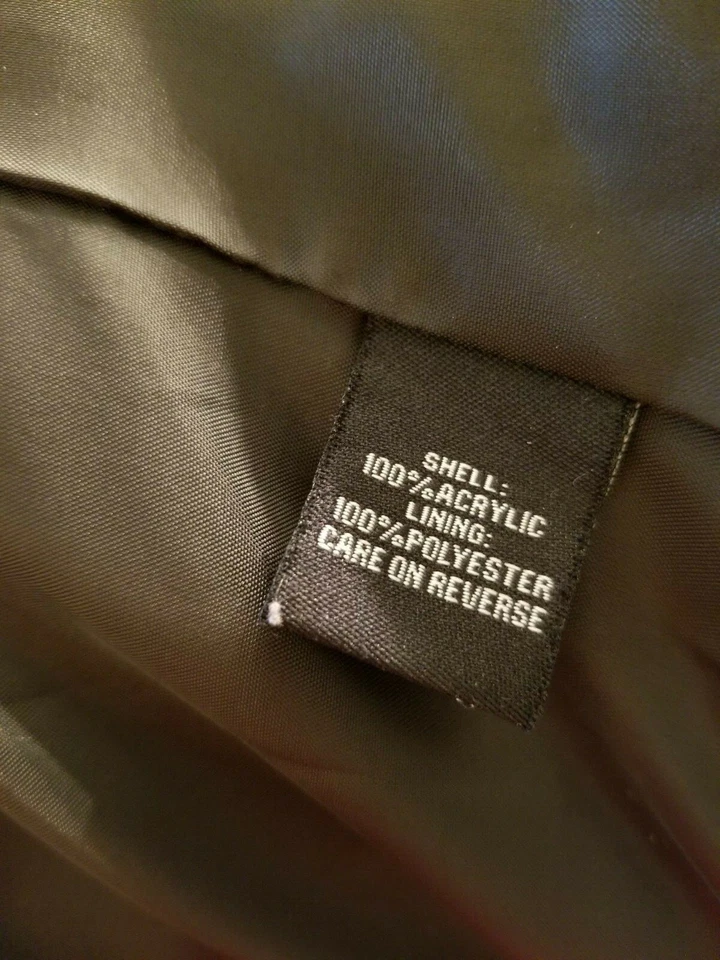 SHELL:
100%ACRYLIC
LINING:
100%POLYESTER
CARE ON REVERSE